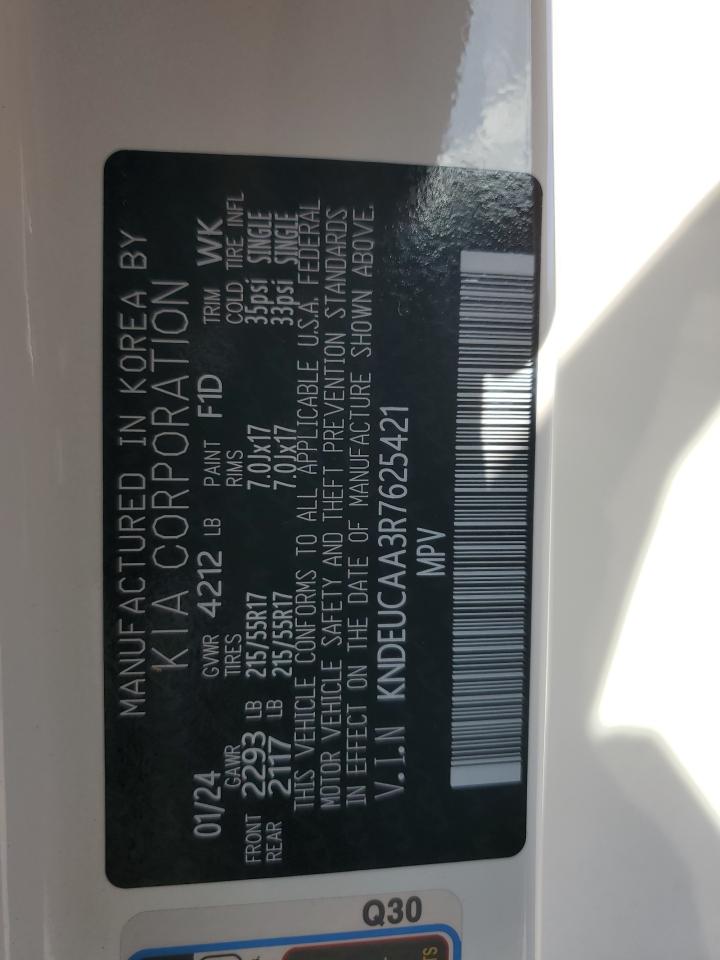 MANUFACTURED IN KOREA BY
KIA CORPORATION
01/24 GVWR 4212 LB PAINT F1D TRIM WK
GAWR TIRES RIMS COLD TIRE INFL
FRONT 2293 LB 215/55R17 7.0Jx17 35psi SINGLE
REAR 2117 LB 215/55R17 7.0Jx17 33psi SINGLE
THIS VEHICLE CONFORMS TO ALL APPLICABLE U.S.A. FEDERAL
MOTOR VEHICLE SAFETY AND THEFT PREVENTION STANDARDS
IN EFFECT ON THE DATE OF MANUFACTURE SHOWN ABOVE.
V.I.N KNDEUCAA3R7625421
MPV
Q30